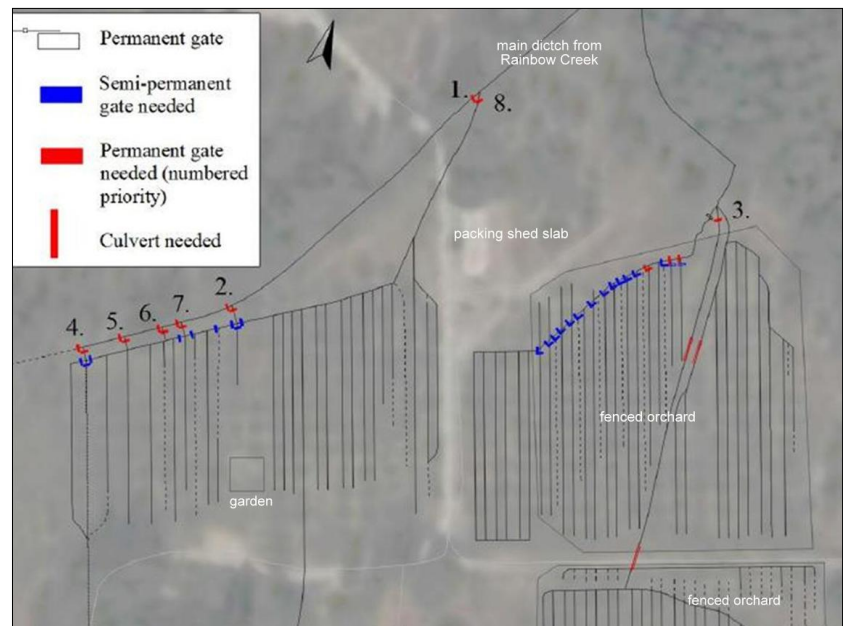 Permanent gate
Semi-permanent
gate needed
Permanent gate
needed (numbered
priority)
Culvert needed
main dictch from
Rainbow Creek
1.
8.
3.
packing shed slab
2.
7.
6.
5.
4.
fenced orchard
garden
fenced orchard